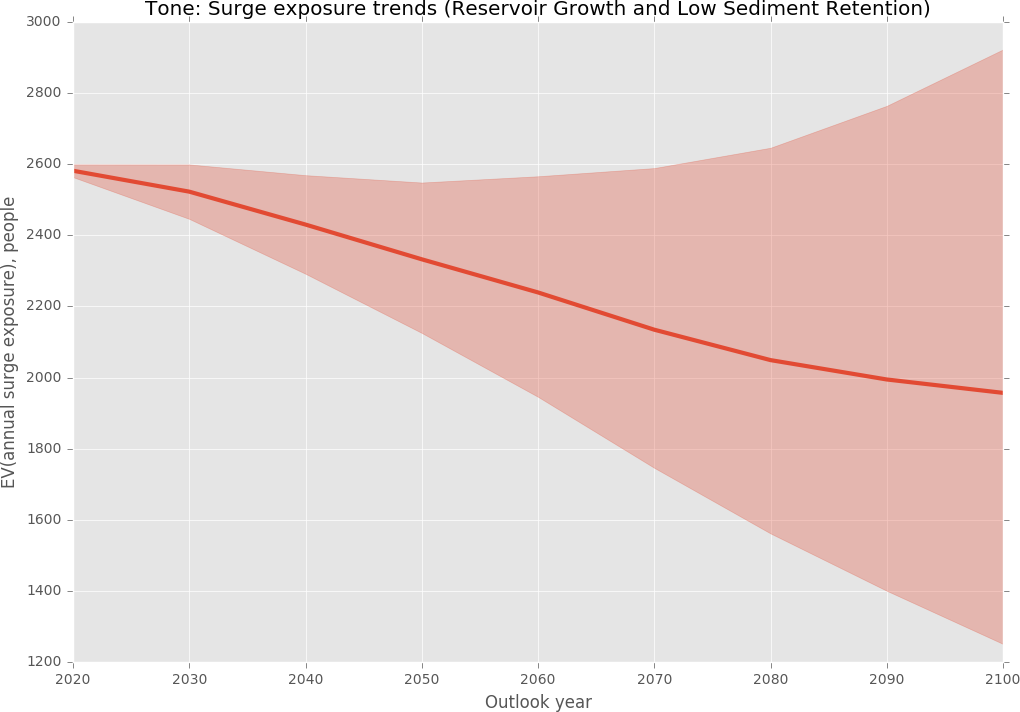 Tone: Surge exposure trends (Reservoir Growth and Low Sediment Retention)
3000
2800
2600
2400
2200
2000
1800
1600
1400
1200
EV(annual surge exposure), people
2020 2030 2040 2050 2060 2070 2080 2090 2100
Outlook year